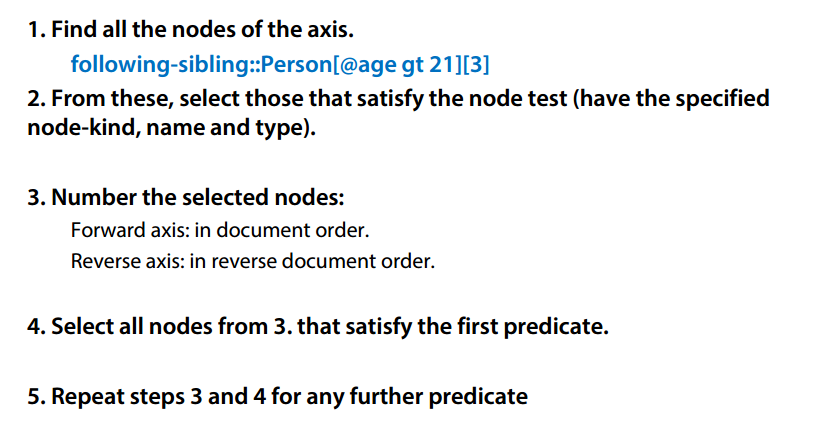 1. Find all the nodes of the axis.
following-sibling::Person[@age gt 21][3]
2. From these, select those that satisfy the node test (have the specified
node-kind, name and type).
3. Number the selected nodes:
Forward axis: in document order.
Reverse axis: in reverse document order.
4. Select all nodes from 3. that satisfy the first predicate.
5. Repeat steps 3 and 4 for any further predicate